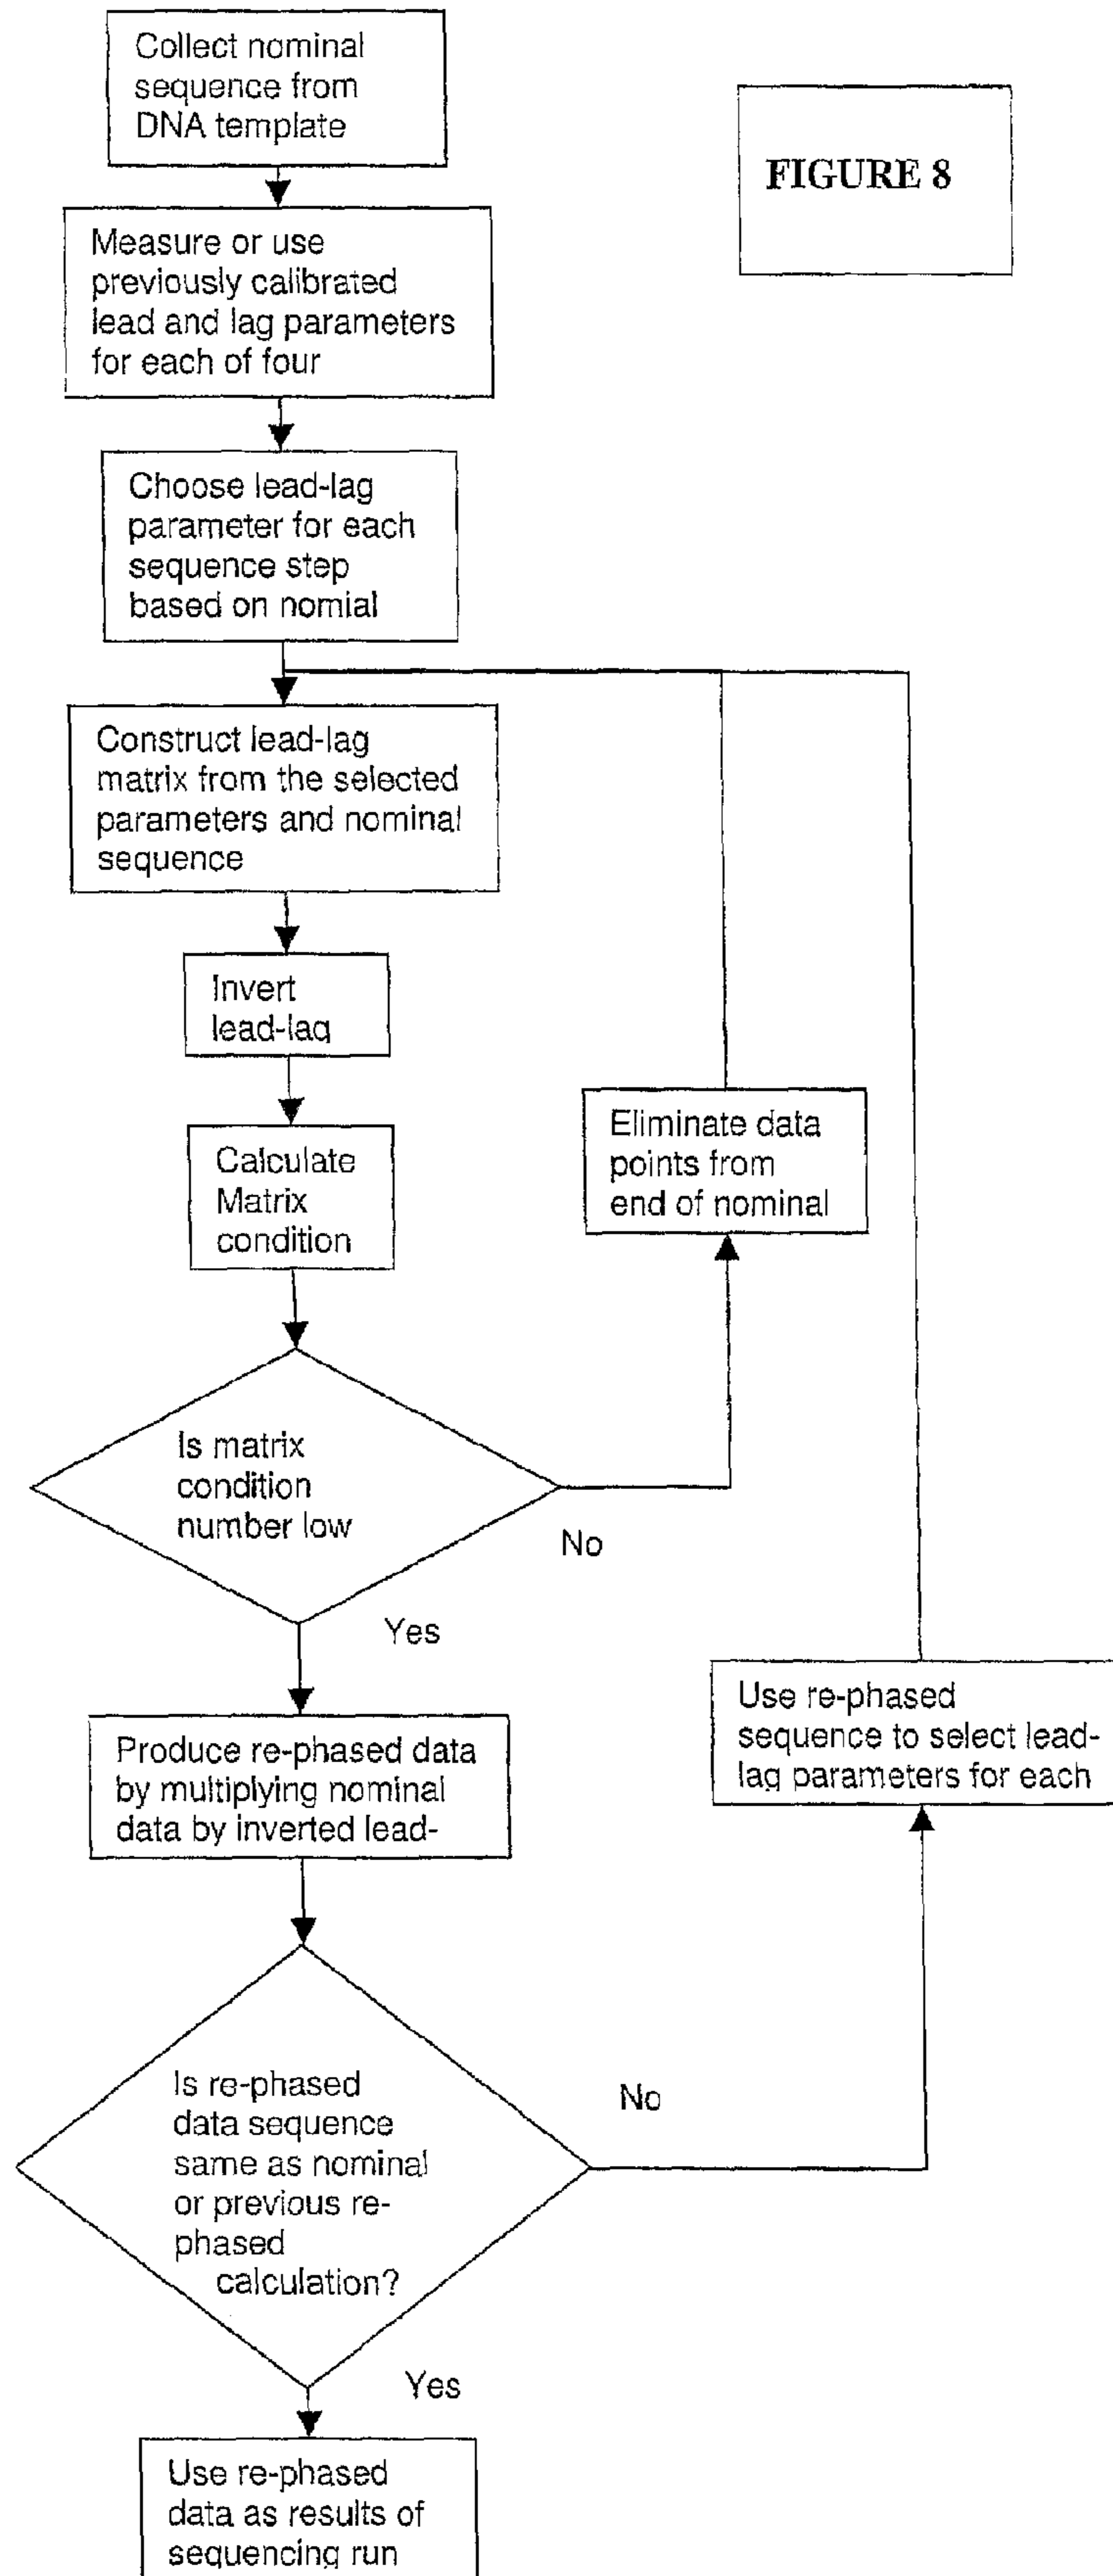 Collect nominal
sequence from
DNA template
FIGURE 8
Measure or use
previously calibrated
lead and lag parameters
for each of four
Choose lead-lag
parameter for each
sequence step
based on nomial
Construct lead-lag
matrix from the selected
parameters and nominal
sequence
Invert
lead-lag
Calculate
Matrix
condition
Eliminate data
points from
end of nominal
Is matrix
condition
number low
No
Yes
Use re-phased
sequence to select lead-
lag parameters for each
Produce re-phased data
by multiplying nominal
data by inverted lead-
Is re-phased
data sequence
same as nominal
or previous re-
phased
calculation?
No
Yes
Use re-phased
data as results of
sequencing run